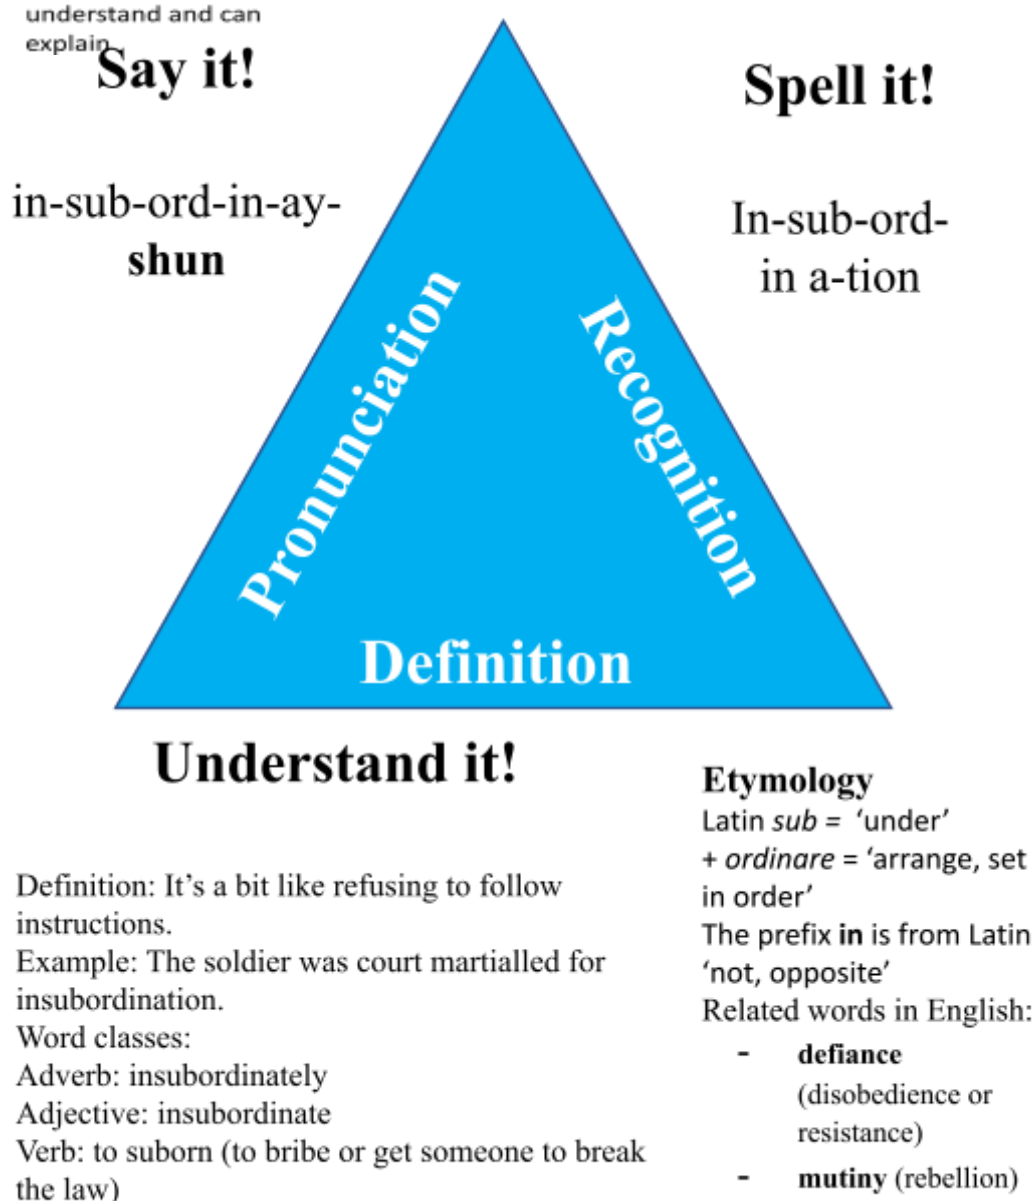 understand and can
explain
Say it!
Spell it!
in-sub-ord-in-ay-
shun
In-sub-ord-
in a-tion
Pronunciation
Recognition
Definition
Understand it!
Definition: It’s a bit like refusing to follow
instructions.
Example: The soldier was court martialled for
insubordination.
Word classes:
Adverb: insubordinately
Adjective: insubordinate
Verb: to suborn (to bribe or get someone to break
the law)
Etymology
Latin sub = ‘under’
+ ordinare = ‘arrange, set
in order’
The prefix in is from Latin
‘not, opposite’
Related words in English:
- defiance
(disobedience or
resistance)
- mutiny (rebellion)